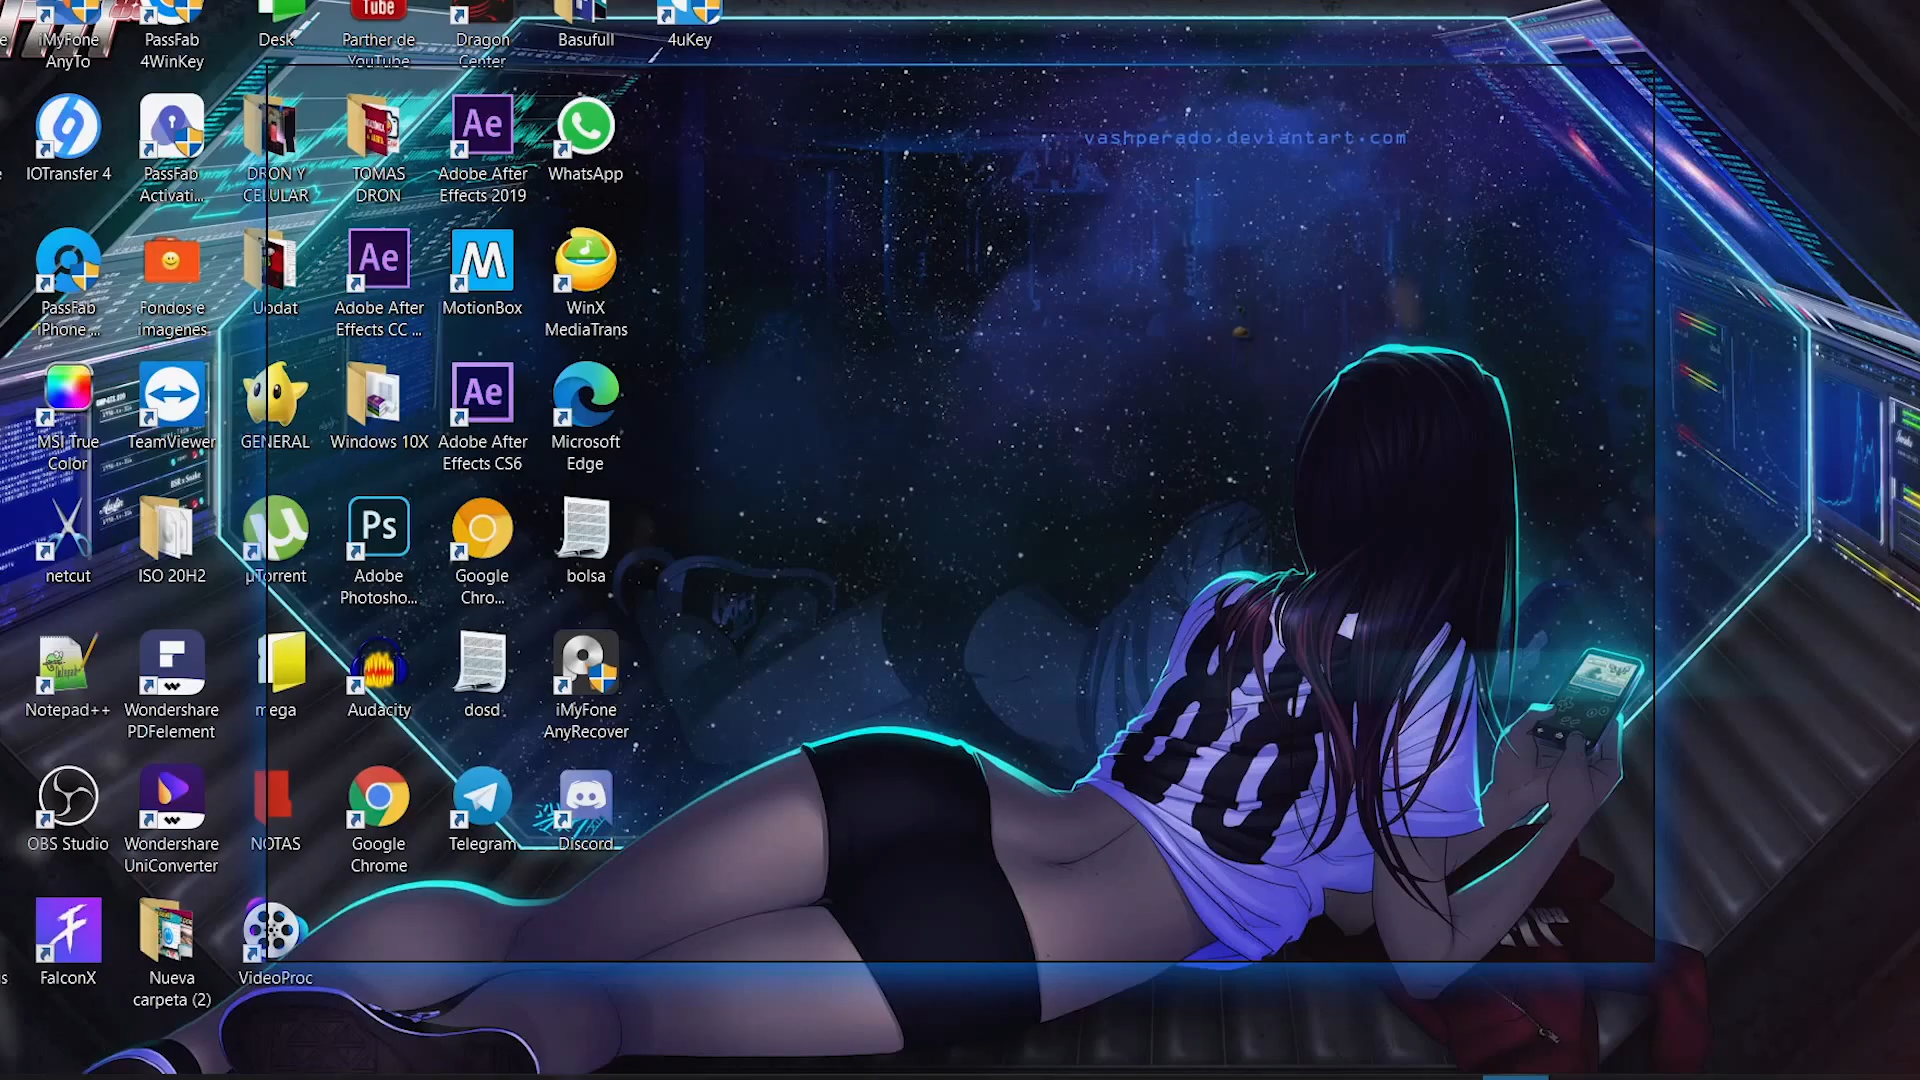 iMyFone
AnyTo
PassFab
4WinKey
Desk
Tube
Parther de
YouTube
Dragon
Center
Basufull
4uKey
IOTransfer 4
PassFab
Activati...
DRON Y
CELULAR
TOMAS
DRON
Ae
Adobe After
Effects 2019
WhatsApp
vashperado.deviantart.com
PassFab
iPhone ...
Fondos e
imagenes
Updat
Ae
Adobe After
Effects CC ...
MotionBox
WinX
MediaTrans
MSI True
Color
TeamViewer
GENERAL
Windows 10X
Ae
Adobe After
Effects CS6
Microsoft
Edge
netcut
ISO 20H2
µTorrent
Ps
Adobe
Photosho...
Google
Chro...
bolsa
Notepad++
Wondershare
PDFelement
mega
Audacity
dosd
iMyFone
AnyRecover
OBS Studio
Wondershare
UniConverter
NOTAS
Google
Chrome
Telegram
Discord
FalconX
Nueva
carpeta (2)
VideoProc